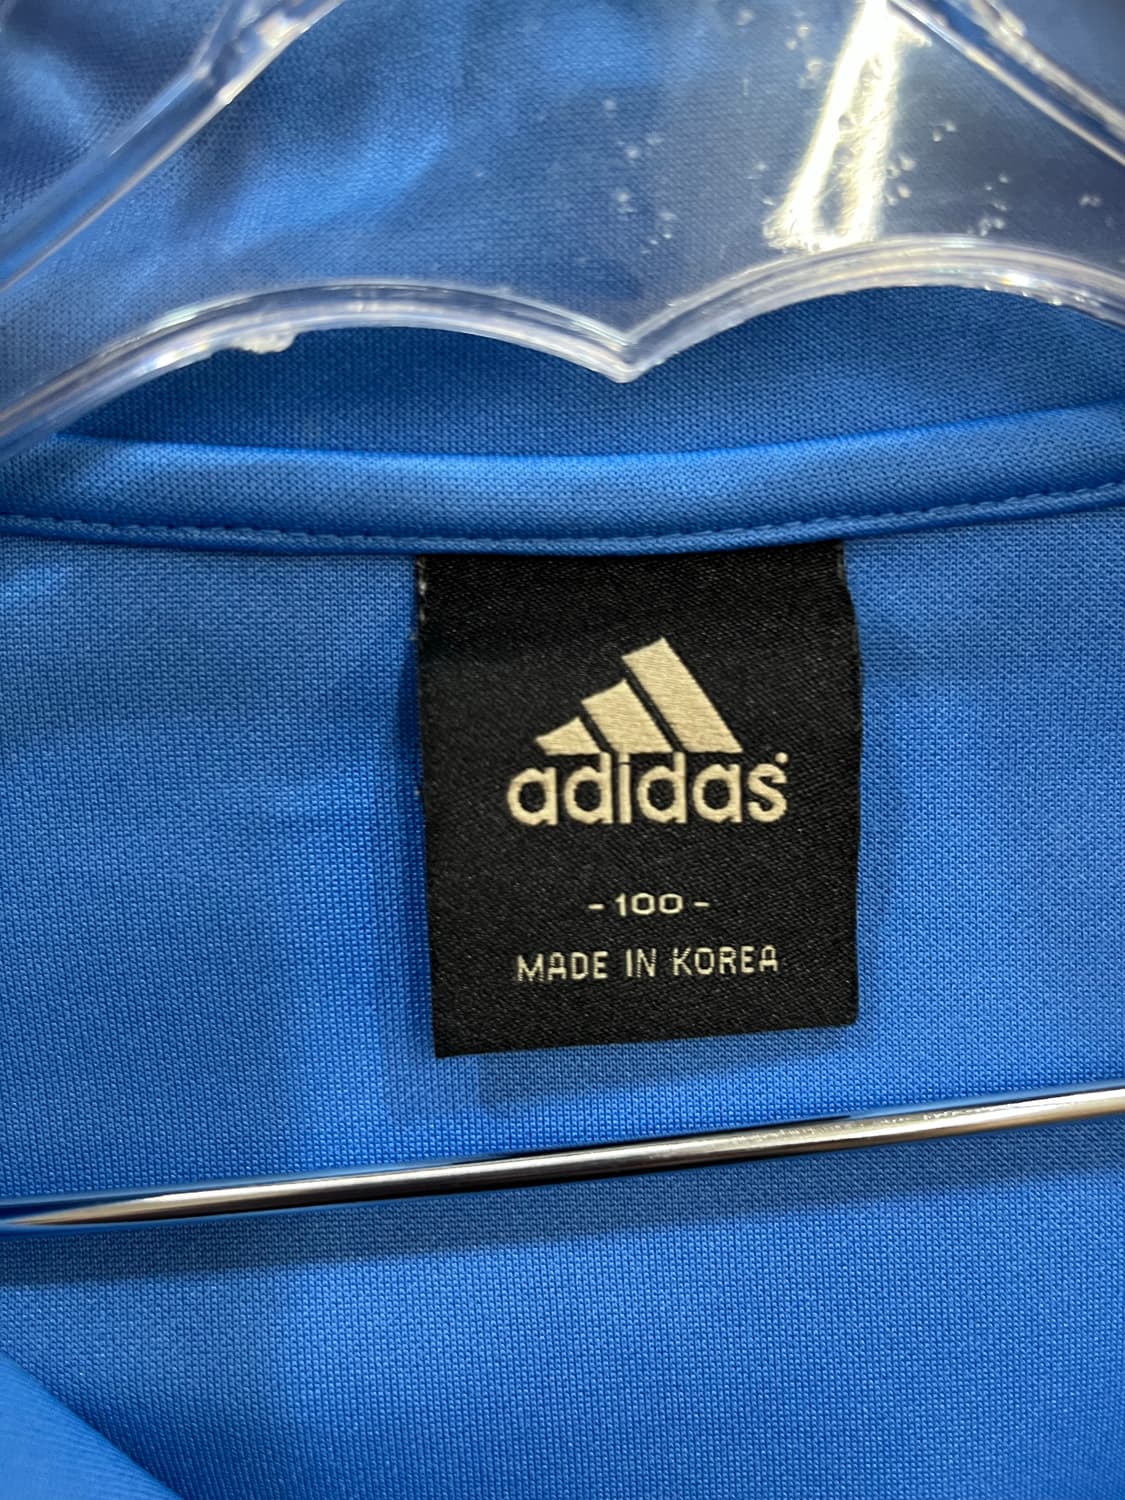 adidas
-100-
MADE IN KOREA